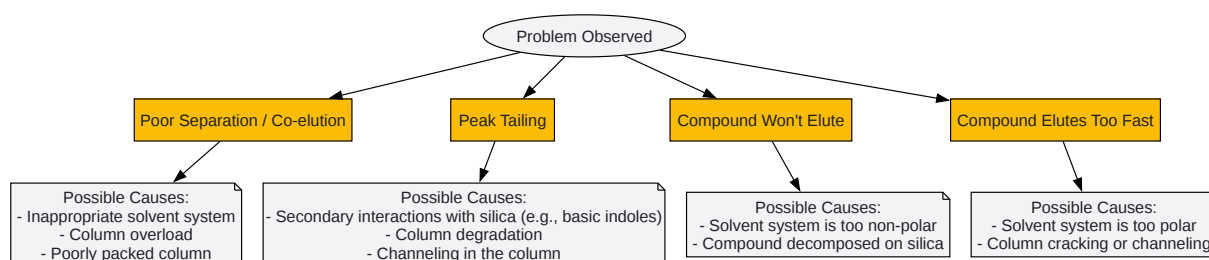 Problem Observed
Poor Separation / Co-elution
Peak Tailing
Compound Won't Elute
Compound Elutes Too Fast
Possible Causes:
- Inappropriate solvent system
- Column overload
- Poorly packed column
Possible Causes:
- Secondary interactions with silica (e.g., basic indoles)
- Column degradation
- Channeling in the column
Possible Causes:
- Solvent system is too non-polar
- Compound decomposed on silica
Possible Causes:
- Solvent system is too polar
- Column cracking or channeling